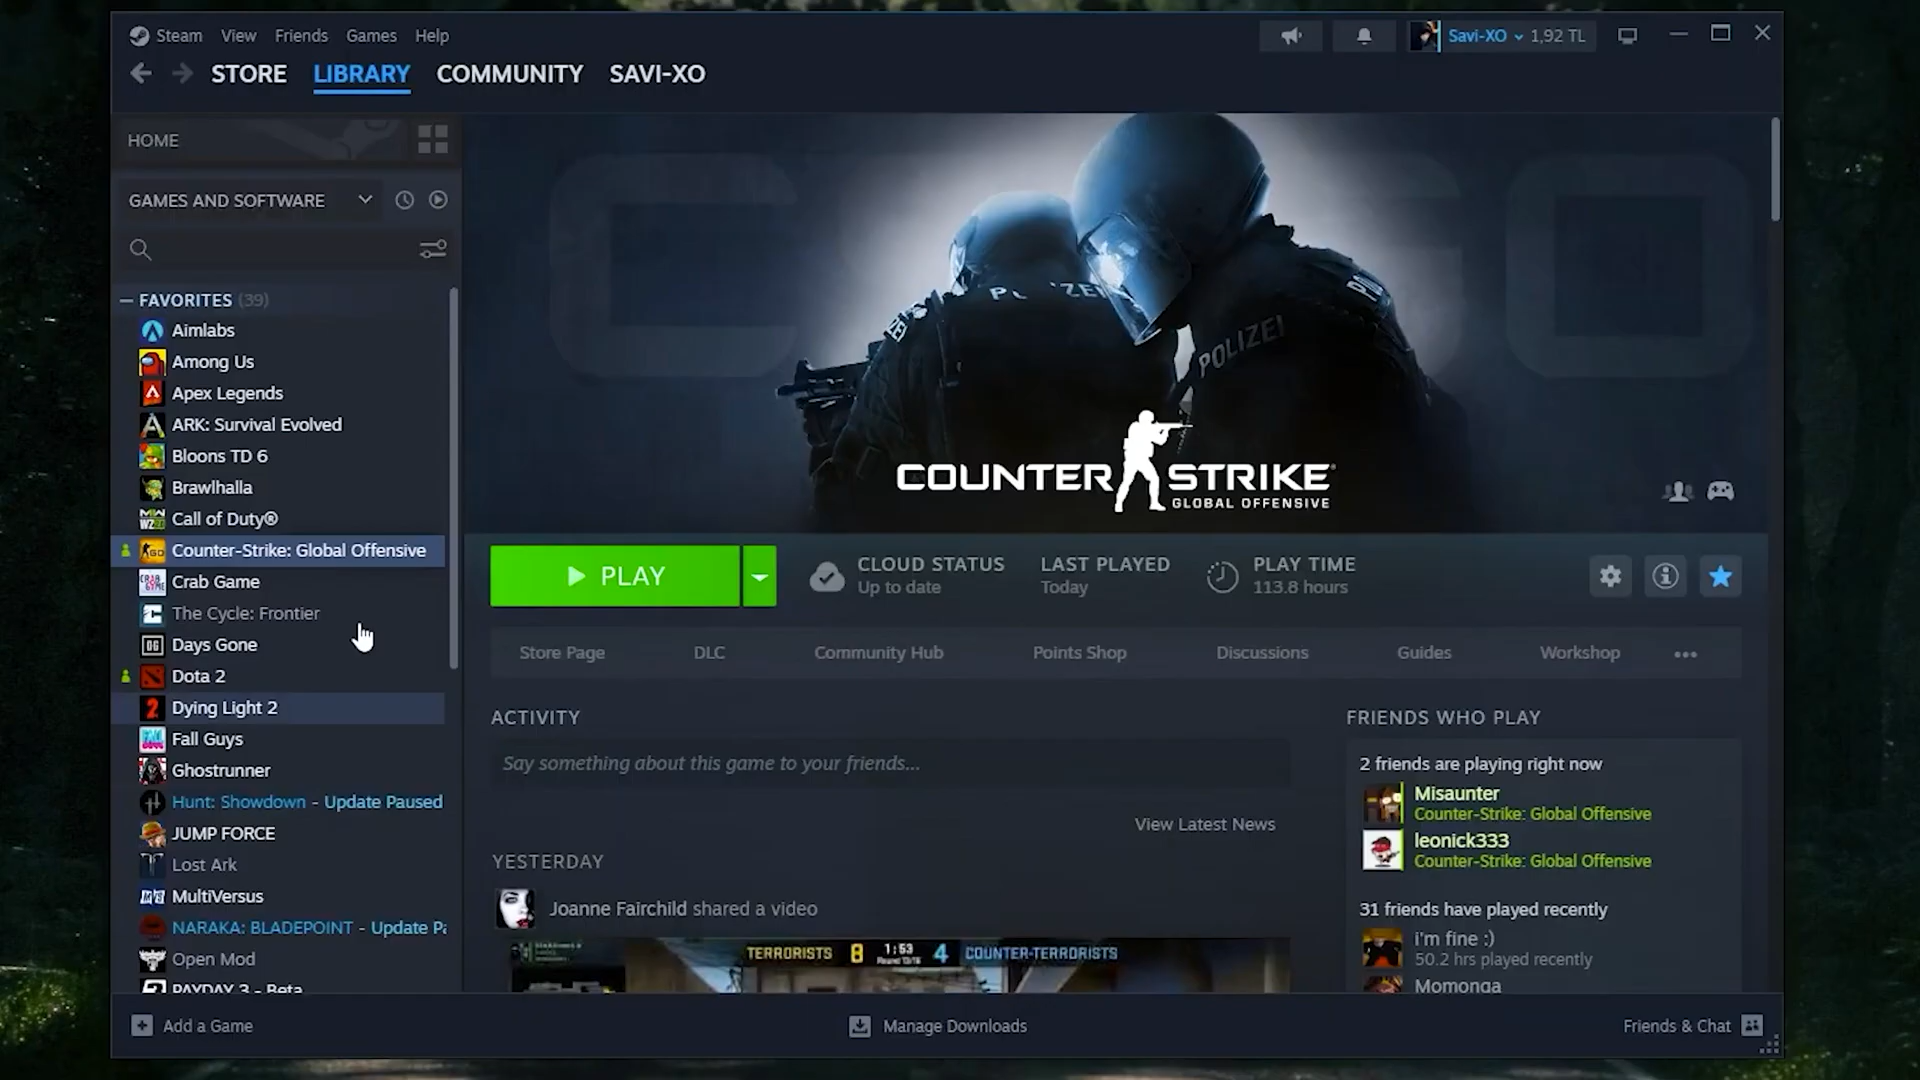 Steam View Friends Games Help
Savi-XO 1,92 TL
STORE LIBRARY COMMUNITY SAVI-XO
HOME
GAMES AND SOFTWARE
FAVORITES (39)
Aimlabs
Among Us
Apex Legends
ARK: Survival Evolved
Bloons TD 6
Brawlhalla
Call of Duty®
Counter-Strike: Global Offensive
Crab Game
The Cycle: Frontier
Days Gone
Dota 2
Dying Light 2
Fall Guys
Ghostrunner
Hunt: Showdown - Update Paused
JUMP FORCE
Lost Ark
MultiVersus
NARAKA: BLADEPOINT - Update Pa
Open Mod
PAYDAY 3 - Beta
POLIZEI
COUNTER STRIKE
GLOBAL OFFENSIVE
PLAY
CLOUD STATUS
Up to date
LAST PLAYED
Today
PLAY TIME
113.8 hours
Store Page DLC Community Hub Points Shop Discussions Guides Workshop
ACTIVITY
Say something about this game to your friends...
View Latest News
YESTERDAY
Joanne Fairchild shared a video
TERRORISTS 8 1:53 4 COUNTER-TERRORISTS
FRIENDS WHO PLAY
2 friends are playing right now
Misaunter
Counter-Strike: Global Offensive
leonick333
Counter-Strike: Global Offensive
31 friends have played recently
i'm fine :)
50.2 hrs played recently
Momonga
Add a Game
Manage Downloads
Friends & Chat